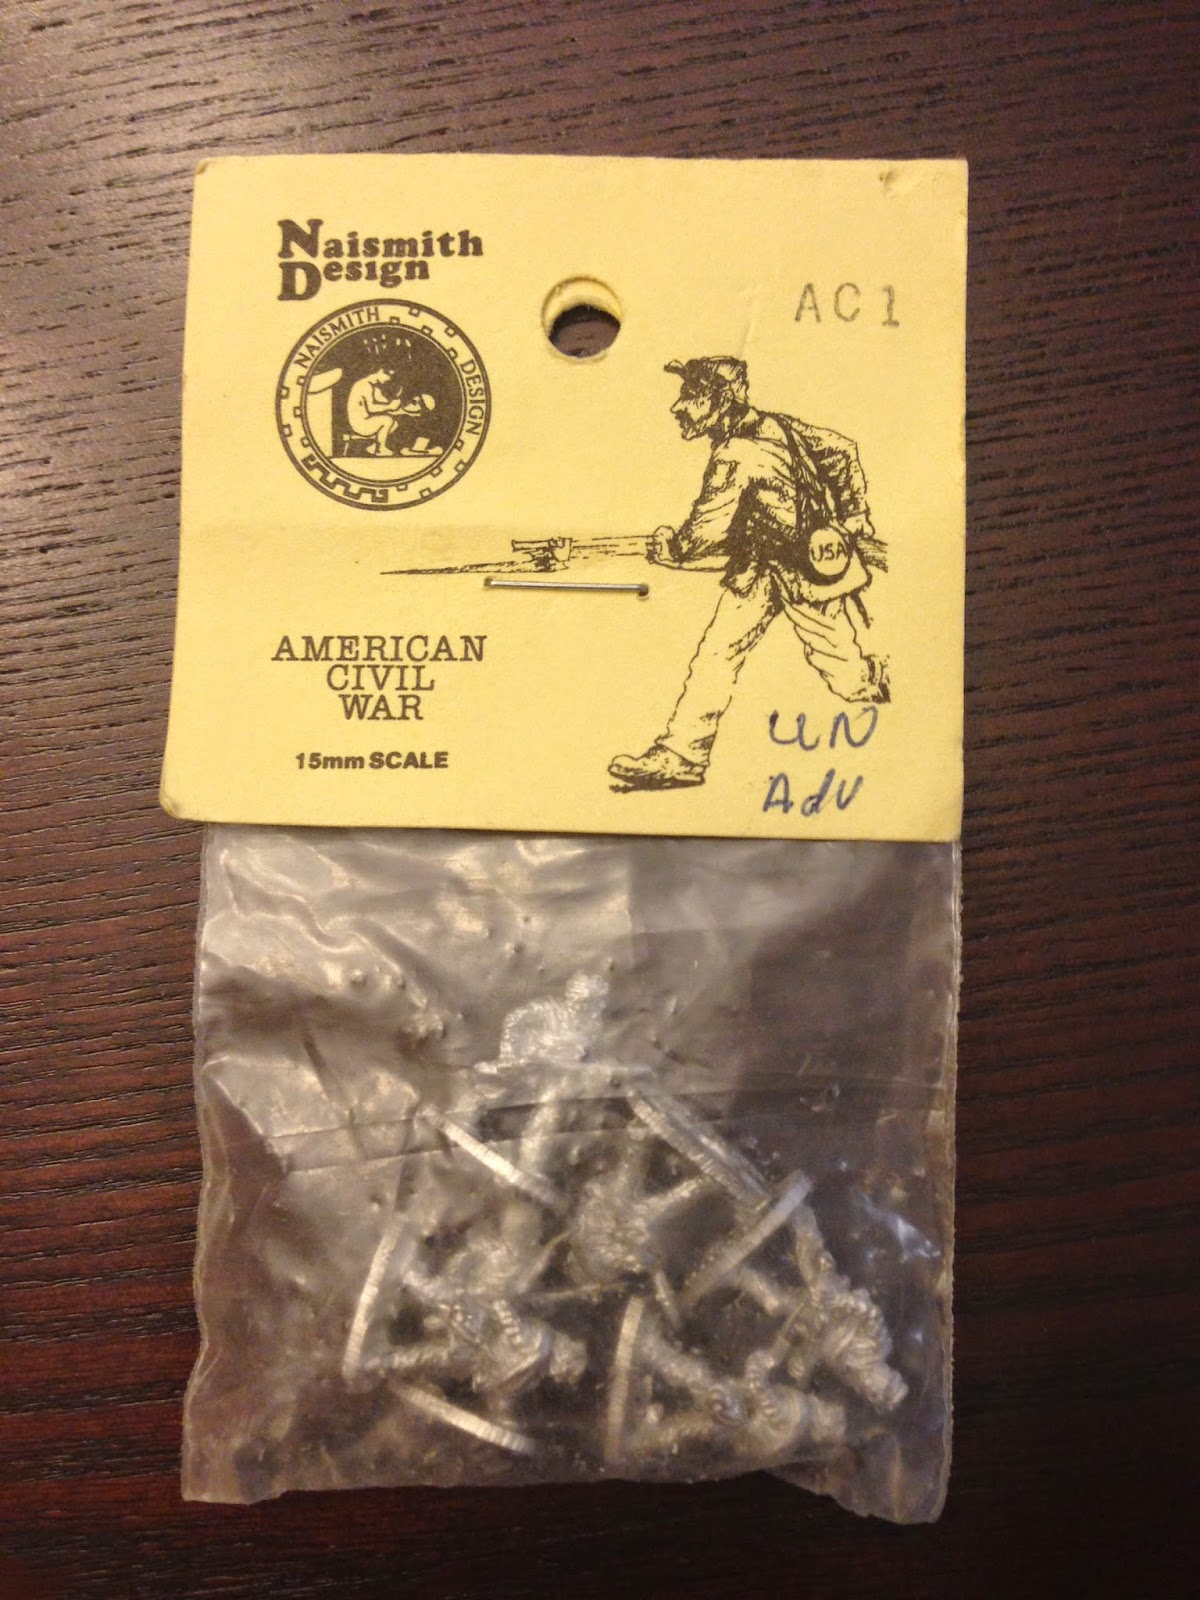 Naismith
Design
NAISMITH DESIGN
AC1
USA
AMERICAN
CIVIL
WAR
15mm SCALE
UN
Adv